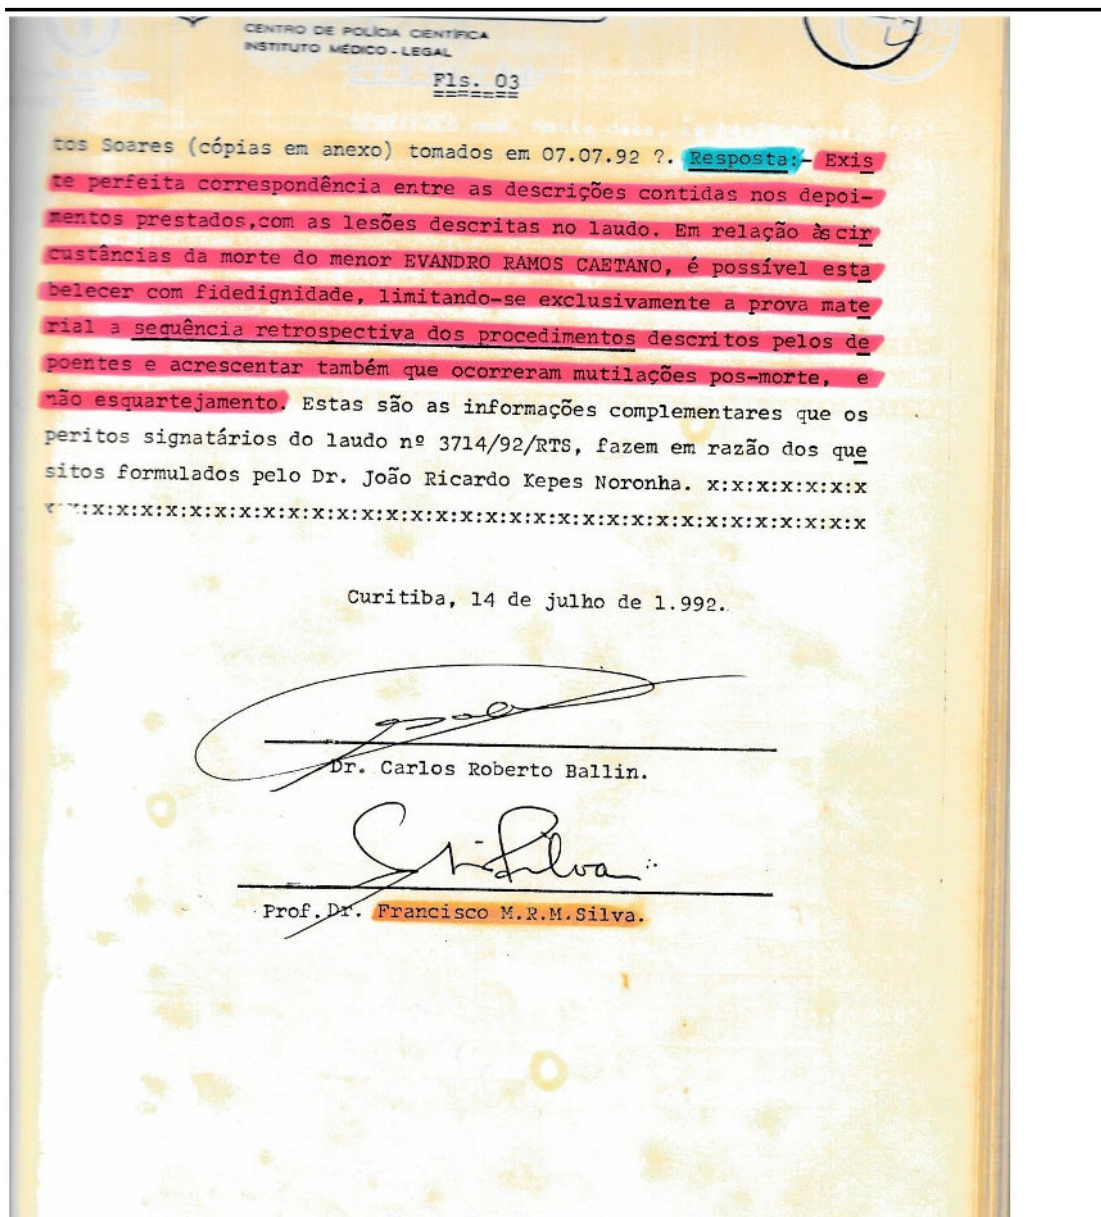 CENTRO DE POLÍCIA CIENTÍFICA
INSTITUTO MÉDICO - LEGAL
Fls. 03
tos Soares (cópias em anexo) tomados em 07.07.92 ?. Resposta:- Exis
te perfeita correspondência entre as descrições contidas nos depoi-
mentos prestados,com as lesões descritas no laudo. Em relação às cir
custâncias da morte do menor EVANDRO RAMOS CAETANO, é possível esta
belecer com fidedignidade, limitando-se exclusivamente a prova mate
rial a sequência retrospectiva dos procedimentos descritos pelos de
poentes e acrescentar também que ocorreram mutilações pos-morte, e
não esquartejamento. Estas são as informações complementares que os
peritos signatários do laudo nº 3714/92/RTS, fazem em razão dos que
sitos formulados pelo Dr. João Ricardo Kepes Noronha. x:x:x:x:x:x:x
x:x:x:x:x:x:x:x:x:x:x:x:x:x:x:x:x:x:x:x:x:x:x:x:x:x:x:x:x:x:x:x:x:x
Curitiba, 14 de julho de 1.992.
Dr. Carlos Roberto Ballin.
Silva
Prof.Dr. Francisco M.R.M.Silva.